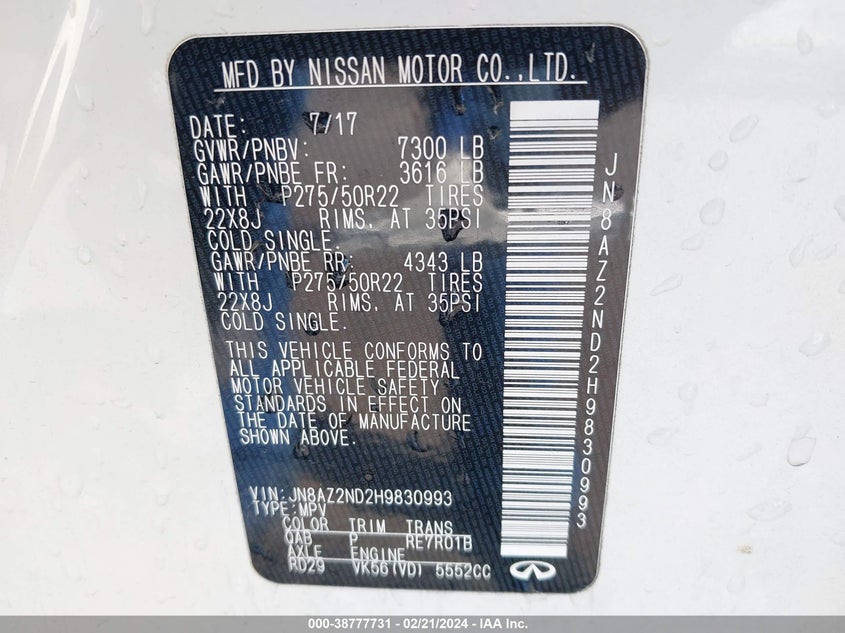 MFD BY NISSAN MOTOR CO.,LTD.
DATE: 7/17
GVWR/PNBV: 7300 LB
GAWR/PNBE FR: 3616 LB
WITH P275/50R22 TIRES
22X8J RIMS, AT 35PSI
COLD SINGLE.
GAWR/PNBE RR: 4343 LB
WITH P275/50R22 TIRES
22X8J RIMS, AT 35PSI
COLD SINGLE.
THIS VEHICLE CONFORMS TO
ALL APPLICABLE FEDERAL
MOTOR VEHICLE SAFETY
STANDARDS IN EFFECT ON
THE DATE OF MANUFACTURE
SHOWN ABOVE.
VIN:JN8AZ2ND2H9830993
TYPE:MPV
COLOR TRIM TRANS
QAB P RE7R01B
AXLE ENGINE
RD29 VK56(VD) 5552CC
JN8AZ2ND2H9830993
000-38777731 - 02/21/2024 - IAA Inc.